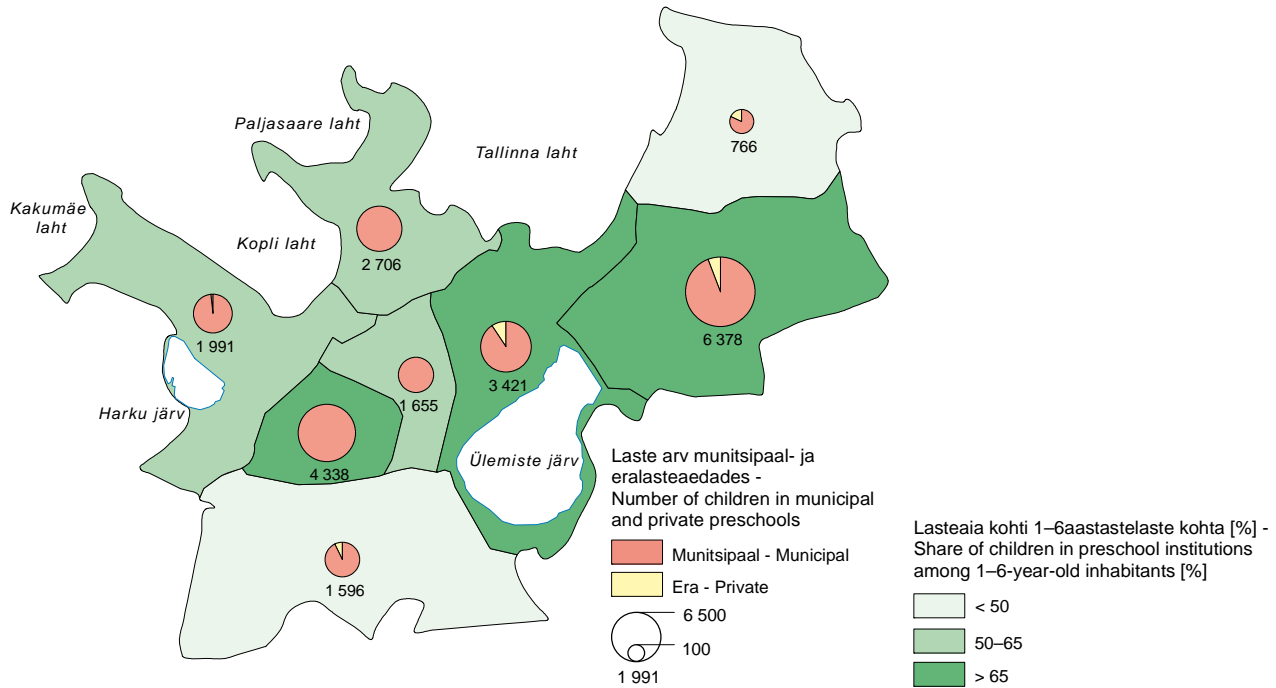 Paljasaare laht
Tallinna laht
766
Kakumäe
laht
Kopli laht
2 706
1 991
6 378
3 421
1 655
Harku järv
4 338
Ülemiste järv
1 596
Laste arv munitsipaal- ja
eralasteaedades -
Number of children in municipal
and private preschools
Munitsipaal - Municipal
Era - Private
6 500
100
1 991
Lasteaia kohti 1–6aastastelaste kohta [%] -
Share of children in preschool institutions
among 1–6-year-old inhabitants [%]
< 50
50–65
> 65